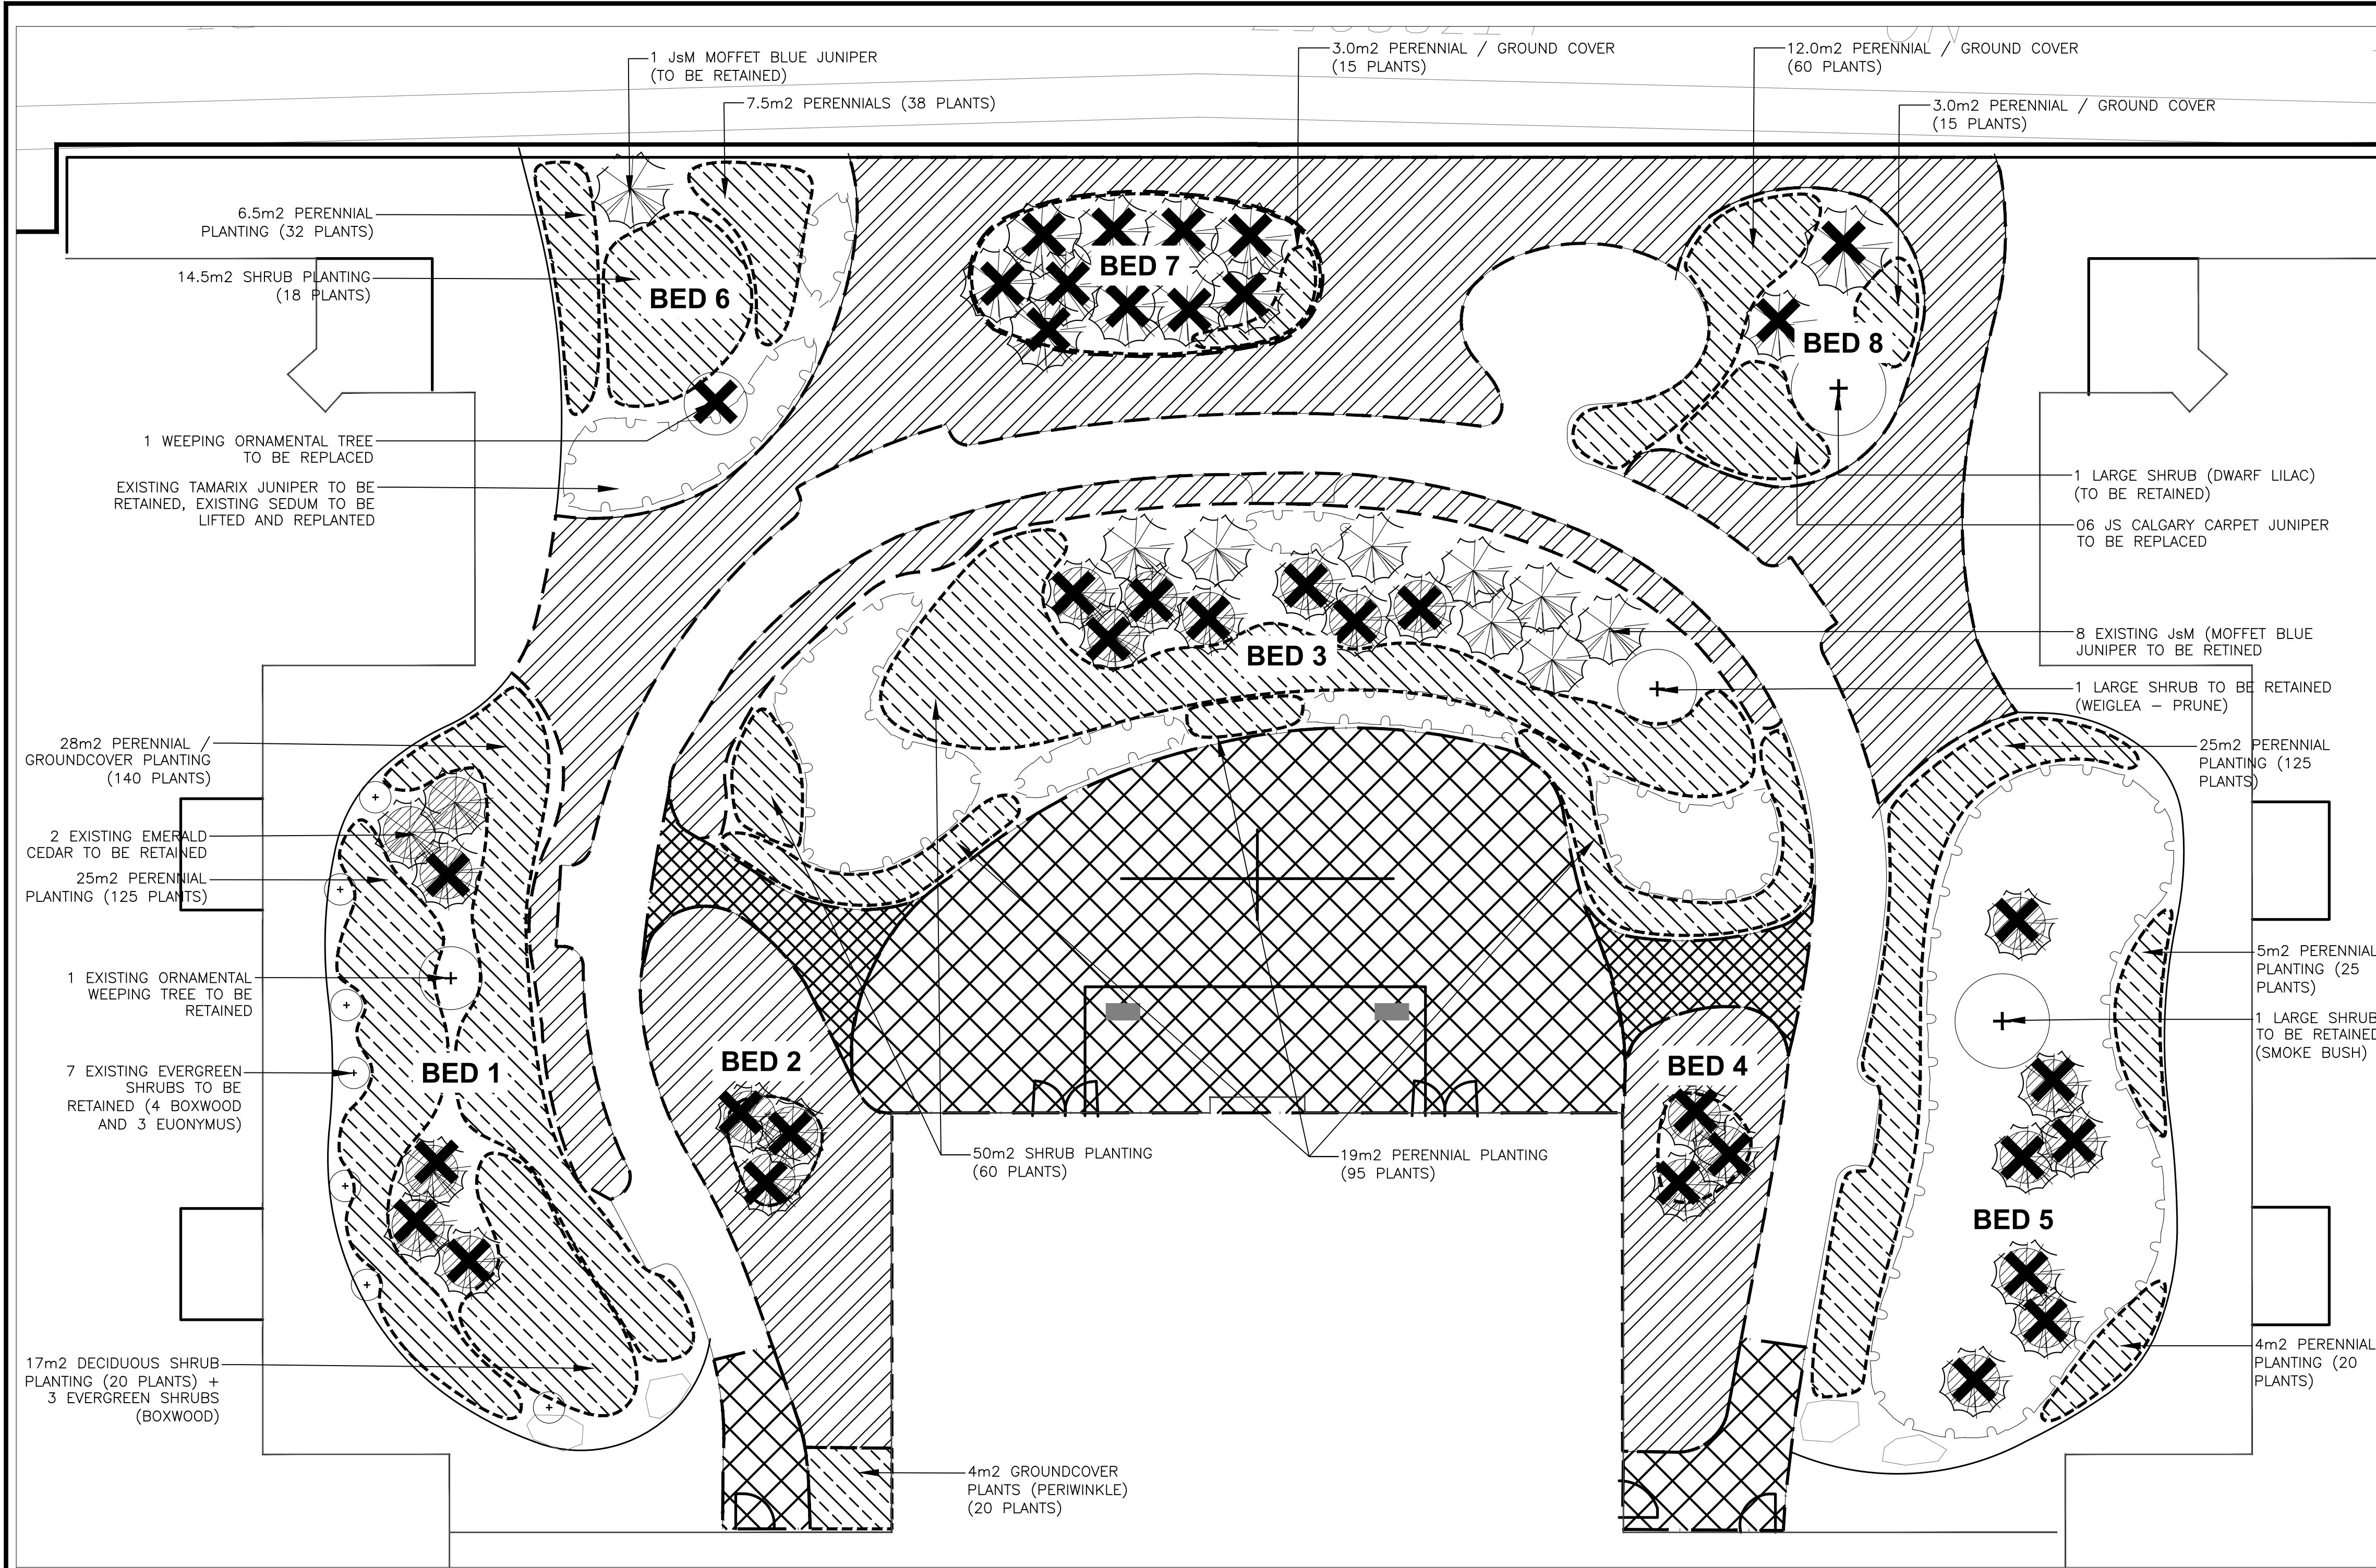 1 JsM MOFFET BLUE JUNIPER
(TO BE RETAINED)
7.5m2 PERENNIALS (38 PLANTS)
3.0m2 PERENNIAL / GROUND COVER
(15 PLANTS)
12.0m2 PERENNIAL / GROUND COVER
(60 PLANTS)
3.0m2 PERENNIAL / GROUND COVER
(15 PLANTS)
6.5m2 PERENNIAL
PLANTING (32 PLANTS)
14.5m2 SHRUB PLANTING
(18 PLANTS)
BED 6
BED 7
BED 8
1 WEEPING ORNAMENTAL TREE
TO BE REPLACED
EXISTING TAMARIX JUNIPER TO BE
RETAINED, EXISTING SEDUM TO BE
LIFTED AND REPLANTED
1 LARGE SHRUB (DWARF LILAC)
(TO BE RETAINED)
06 JS CALGARY CARPET JUNIPER
TO BE REPLACED
BED 3
8 EXISTING JsM (MOFFET BLUE
JUNIPER TO BE RETINED
1 LARGE SHRUB TO BE RETAINED
(WEIGLEA – PRUNE)
28m2 PERENNIAL /
GROUNDCOVER PLANTING
(140 PLANTS)
25m2 PERENNIAL
PLANTING (125
PLANTS)
2 EXISTING EMERALD
CEDAR TO BE RETAINED
25m2 PERENNIAL
PLANTING (125 PLANTS)
1 EXISTING ORNAMENTAL
WEEPING TREE TO BE
RETAINED
5m2 PERENNIAL
PLANTING (25
PLANTS)
1 LARGE SHRUB
TO BE RETAINED
(SMOKE BUSH)
7 EXISTING EVERGREEN
SHRUBS TO BE
RETAINED (4 BOXWOOD
AND 3 EUONYMUS)
BED 1
BED 2
BED 4
BED 5
50m2 SHRUB PLANTING
(60 PLANTS)
19m2 PERENNIAL PLANTING
(95 PLANTS)
17m2 DECIDUOUS SHRUB
PLANTING (20 PLANTS) +
3 EVERGREEN SHRUBS
(BOXWOOD)
4m2 PERENNIAL
PLANTING (20
PLANTS)
4m2 GROUNDCOVER
PLANTS (PERIWINKLE)
(20 PLANTS)